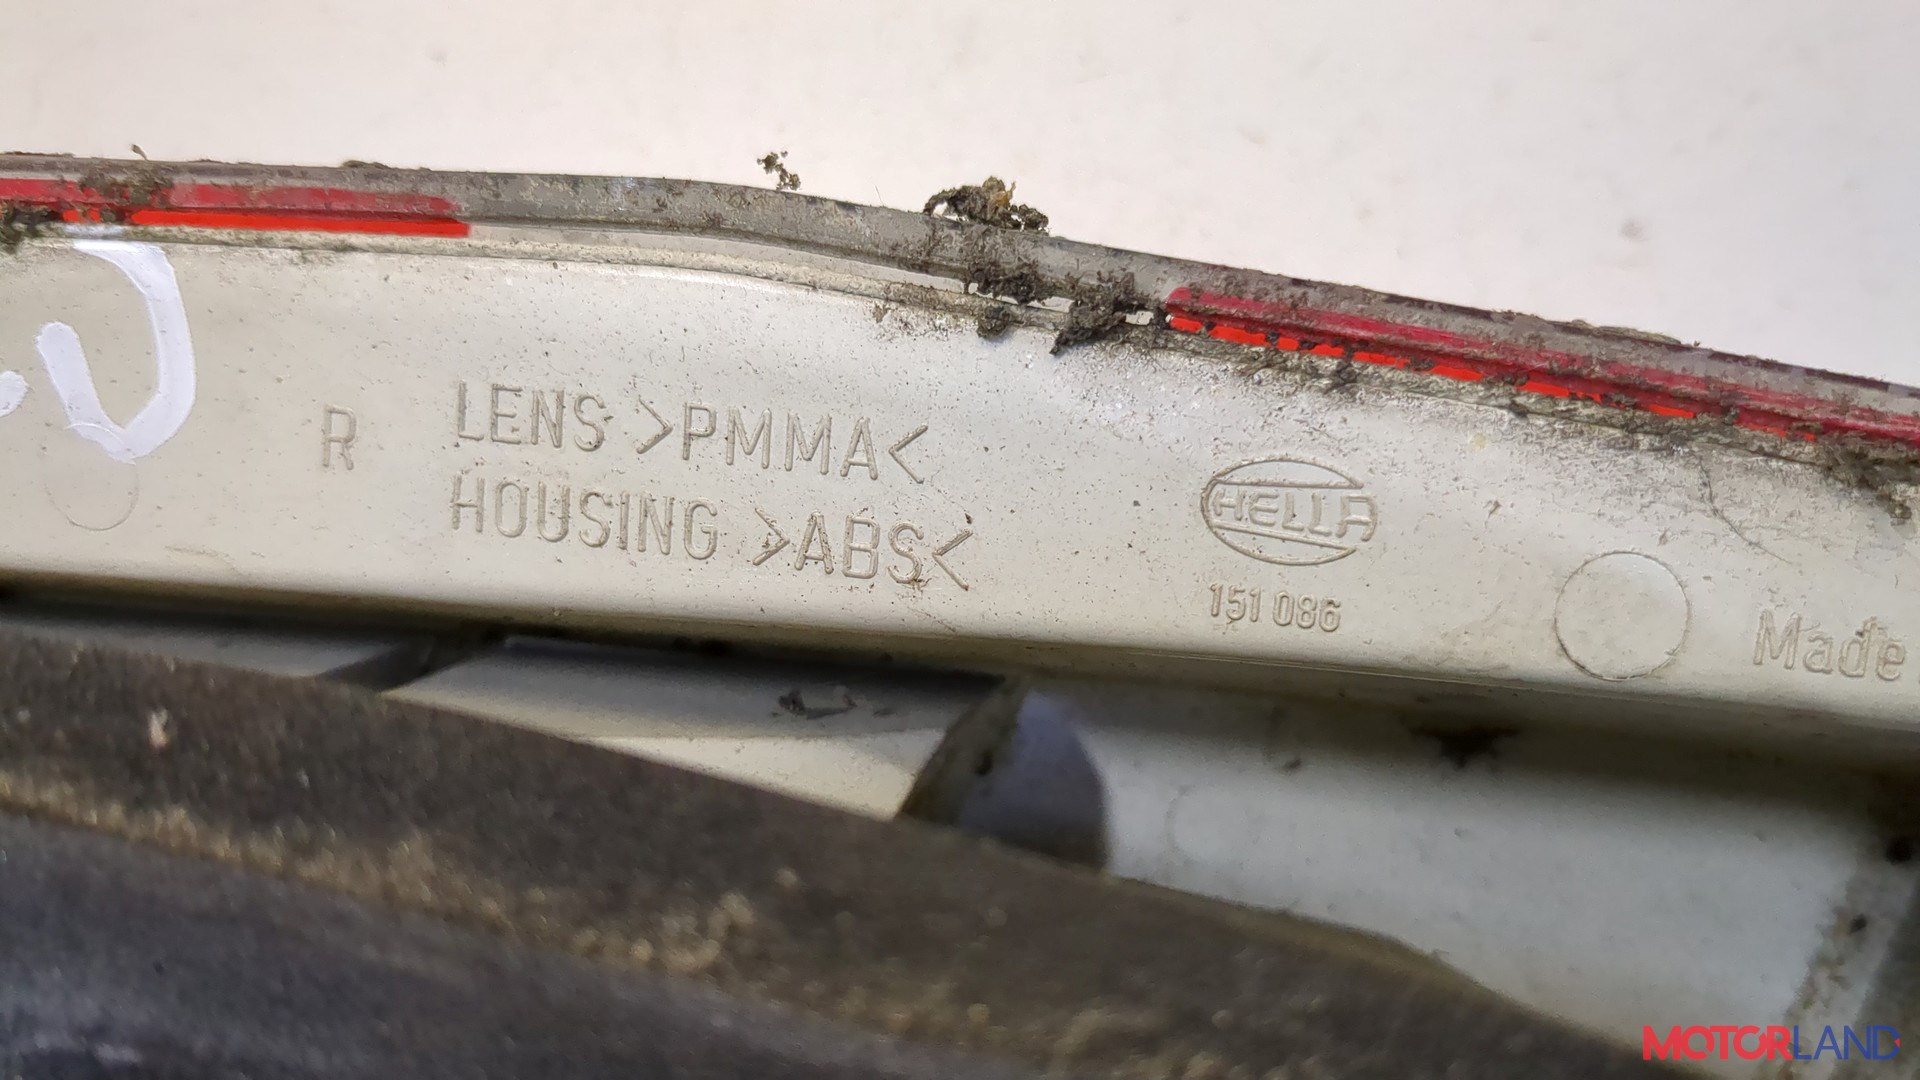 R
LENS >PMMA<
HOUSING >ABS<
HELLA
151 086
Made
MOTORLAND